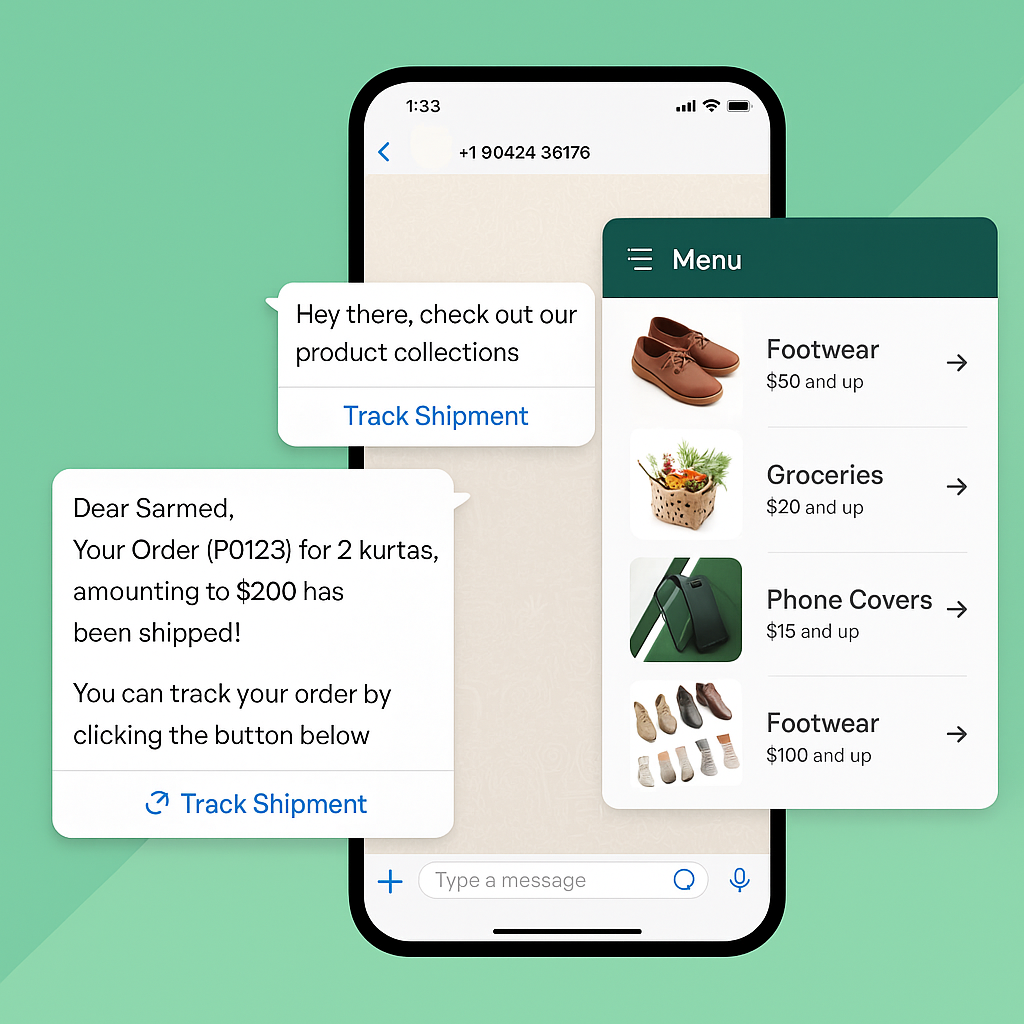 1:33
+1 90424 36176
Menu
Hey there, check out our
product collections
Track Shipment
Footwear
$50 and up
Groceries
$20 and up
Phone Covers
$15 and up
Footwear
$100 and up
Dear Sarmed,
Your Order (P0123) for 2 kurtas,
amounting to $200 has
been shipped!
You can track your order by
clicking the button below
Track Shipment
Type a message